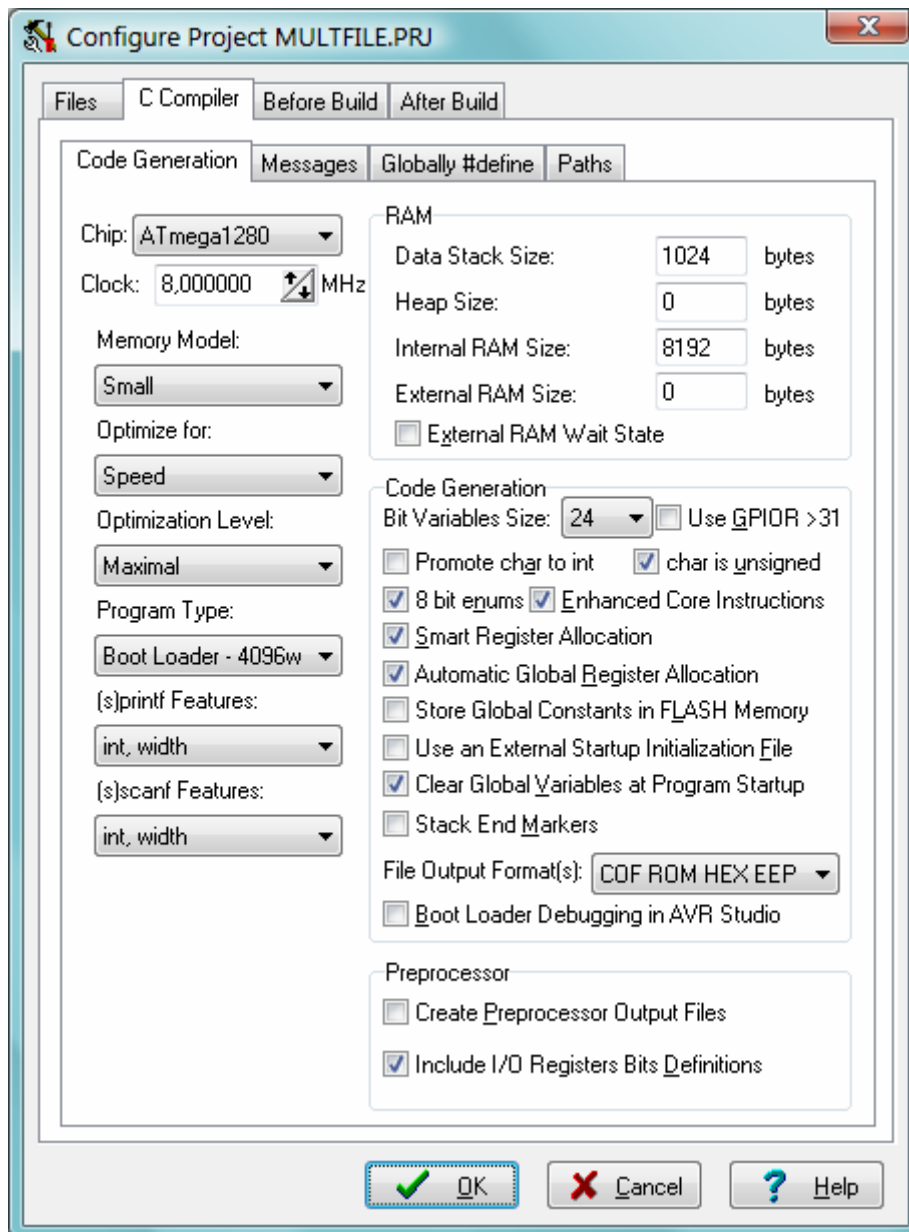 Configure Project MULTFILE.PRJ
Files C Compiler Before Build After Build
Code Generation Messages Globally #define Paths
Chip: ATmega1280
Clock: 8,000000 MHz
Memory Model:
Small
Optimize for:
Speed
Optimization Level:
Maximal
Program Type:
Boot Loader - 4096w
(s)printf Features:
int, width
(s)scanf Features:
int, width
RAM
Data Stack Size: 1024 bytes
Heap Size: 0 bytes
Internal RAM Size: 8192 bytes
External RAM Size: 0 bytes
External RAM Wait State
Code Generation
Bit Variables Size: 24 Use GPIOR >31
Promote char to int char is unsigned
8 bit enums Enhanced Core Instructions
Smart Register Allocation
Automatic Global Register Allocation
Store Global Constants in FLASH Memory
Use an External Startup Initialization File
Clear Global Variables at Program Startup
Stack End Markers
File Output Format(s): COF ROM HEX EEP
Boot Loader Debugging in AVR Studio
Preprocessor
Create Preprocessor Output Files
Include I/O Registers Bits Definitions
OK Cancel Help